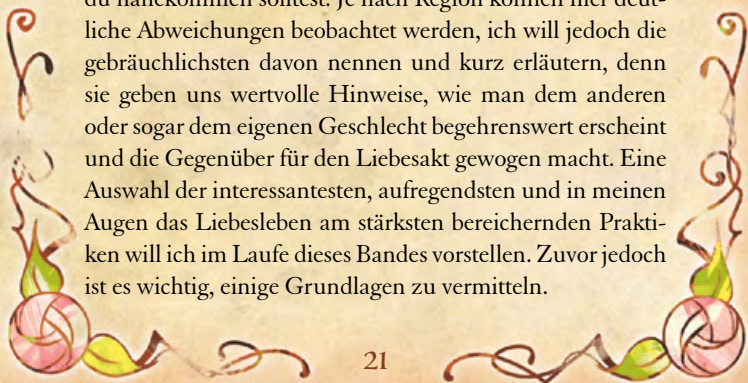 du nahekommen solltest. Je nach Region können hier deut-
liche Abweichungen beobachtet werden, ich will jedoch die
gebräuchlichsten davon nennen und kurz erläutern, denn
sie geben uns wertvolle Hinweise, wie man dem anderen
oder sogar dem eigenen Geschlecht begehrenswert erscheint
und die Gegenüber für den Liebesakt gewogen macht. Eine
Auswahl der interessantesten, aufregendsten und in meinen
Augen das Liebesleben am stärksten bereichernden Prakti-
ken will ich im Laufe dieses Bandes vorstellen. Zuvor jedoch
ist es wichtig, einige Grundlagen zu vermitteln.
21